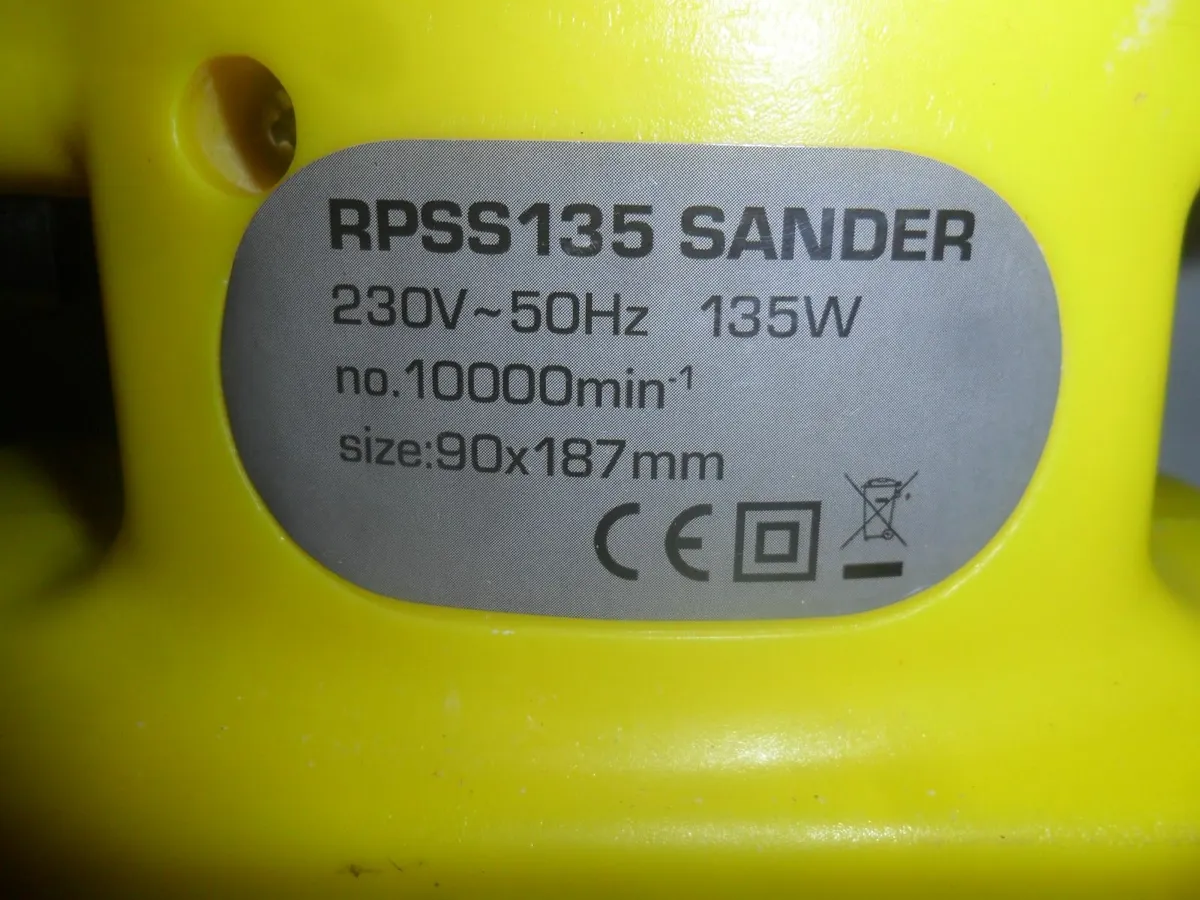 RPSS135 SANDER
230V~50Hz 135W
no.10000min⁻¹
size:90x187mm
CE